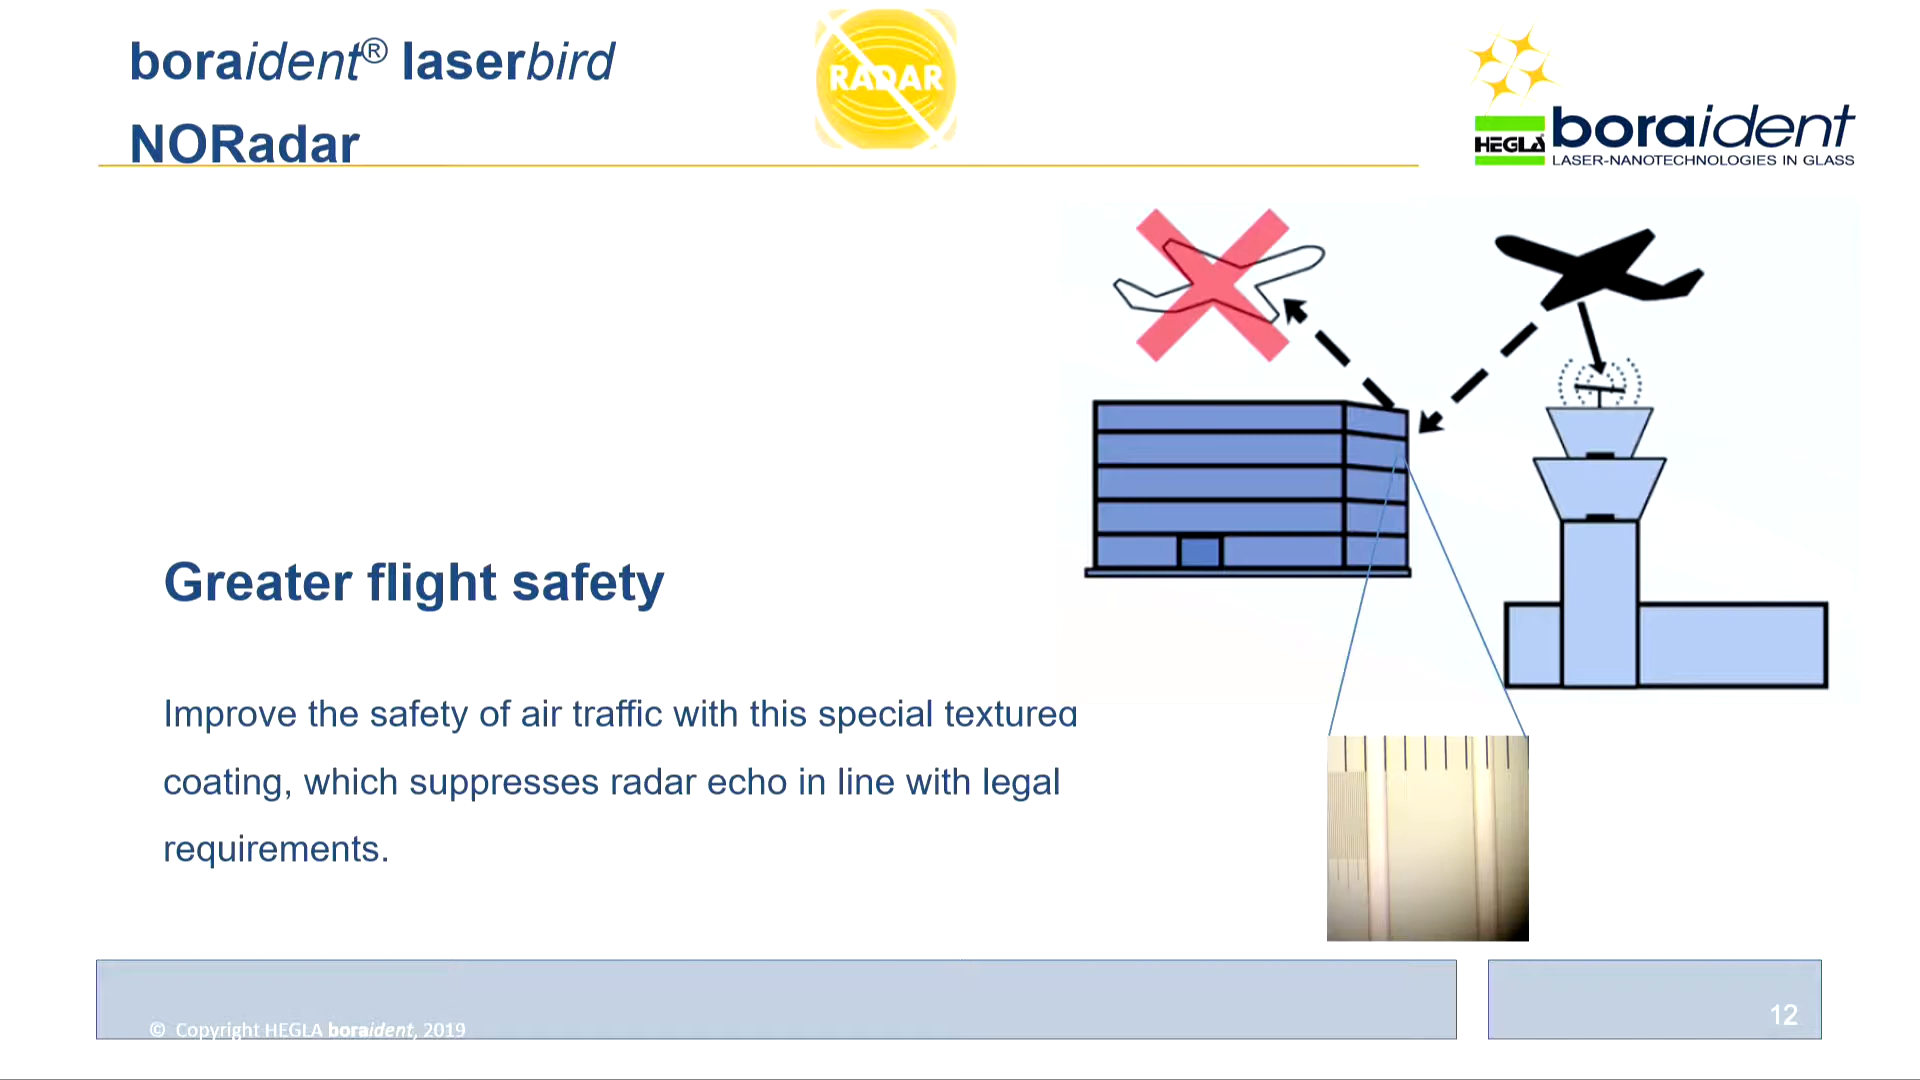 boraident® laserbird
NORadar
RADAR
HEGLA boraident
LASER-NANOTECHNOLOGIES IN GLASS
Greater flight safety
Improve the safety of air traffic with this special textured
coating, which suppresses radar echo in line with legal
requirements.
© Copyright HEGLA boraident, 2019
12